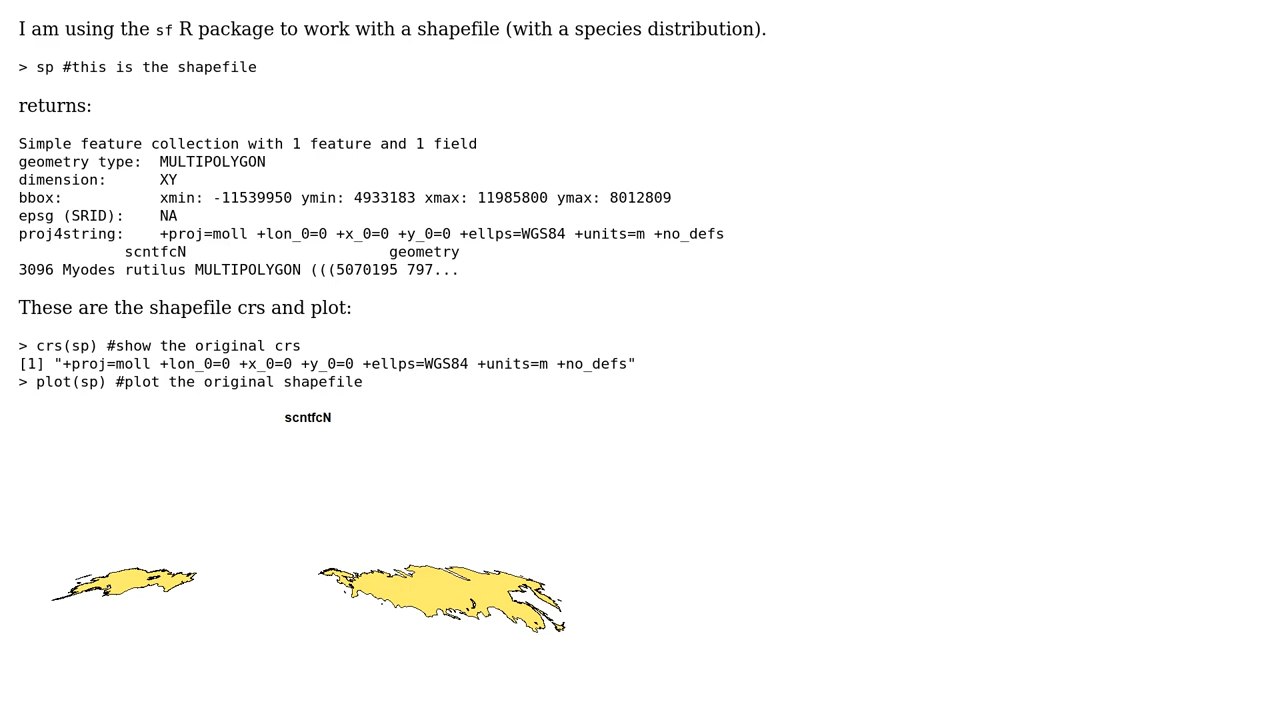 I am using the sf R package to work with a shapefile (with a species distribution).
> sp #this is the shapefile
returns:
Simple feature collection with 1 feature and 1 field
geometry type:  MULTIPOLYGON
dimension:      XY
bbox:           xmin: -11539950 ymin: 4933183 xmax: 11985800 ymax: 8012809
epsg (SRID):    NA
proj4string:    +proj=moll +lon_0=0 +x_0=0 +y_0=0 +ellps=WGS84 +units=m +no_defs
            scntfcN                       geometry
3096 Myodes rutilus MULTIPOLYGON (((5070195 797...
These are the shapefile crs and plot:
> crs(sp) #show the original crs
[1] "+proj=moll +lon_0=0 +x_0=0 +y_0=0 +ellps=WGS84 +units=m +no_defs"
> plot(sp) #plot the original shapefile
scntfcN